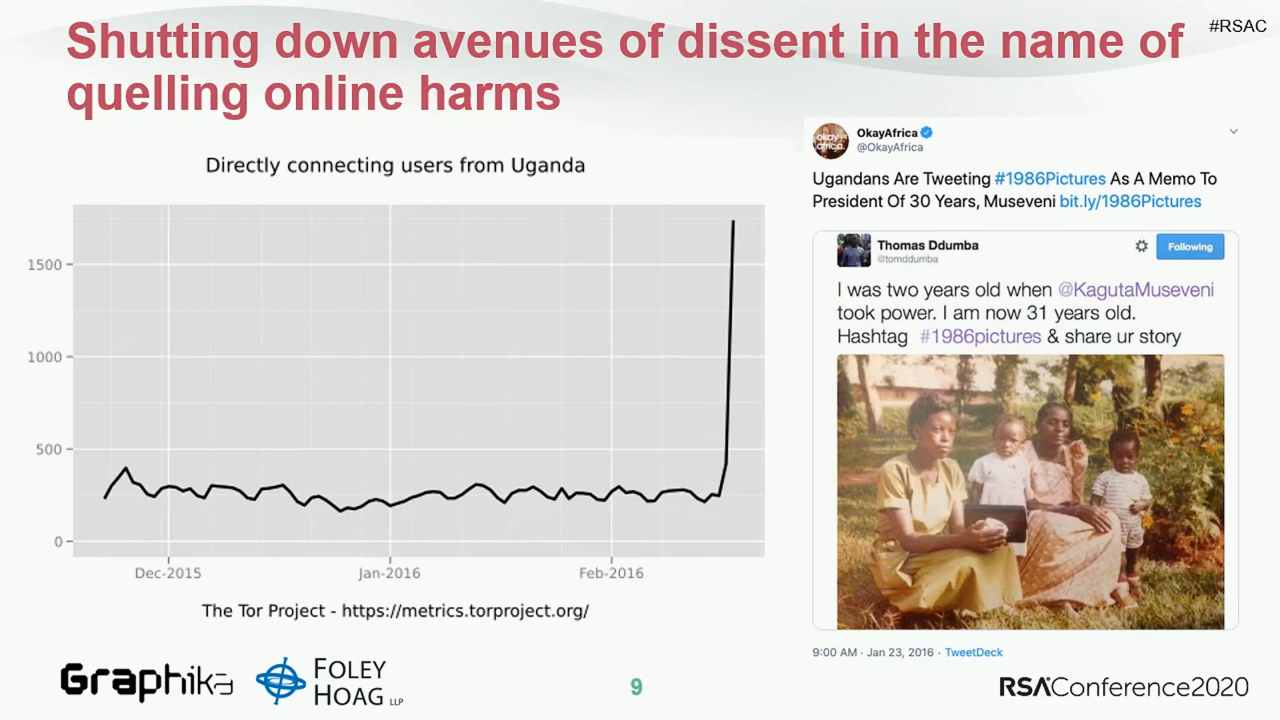 Shutting down avenues of dissent in the name of
quelling online harms
#RSAC
Directly connecting users from Uganda
1500
1000
500
0
Dec-2015
Jan-2016
Feb-2016
The Tor Project - https://metrics.torproject.org/
okay
africa.
OkayAfrica
@OkayAfrica
Ugandans Are Tweeting #1986Pictures As A Memo To
President Of 30 Years, Museveni bit.ly/1986Pictures
Thomas Ddumba
@tomddumba
Following
I was two years old when @KagutaMuseveni
took power. I am now 31 years old.
Hashtag #1986pictures & share ur story
9:00 AM · Jan 23, 2016 · TweetDeck
Graphika
FOLEY
HOAG LLP
9
RSAConference2020